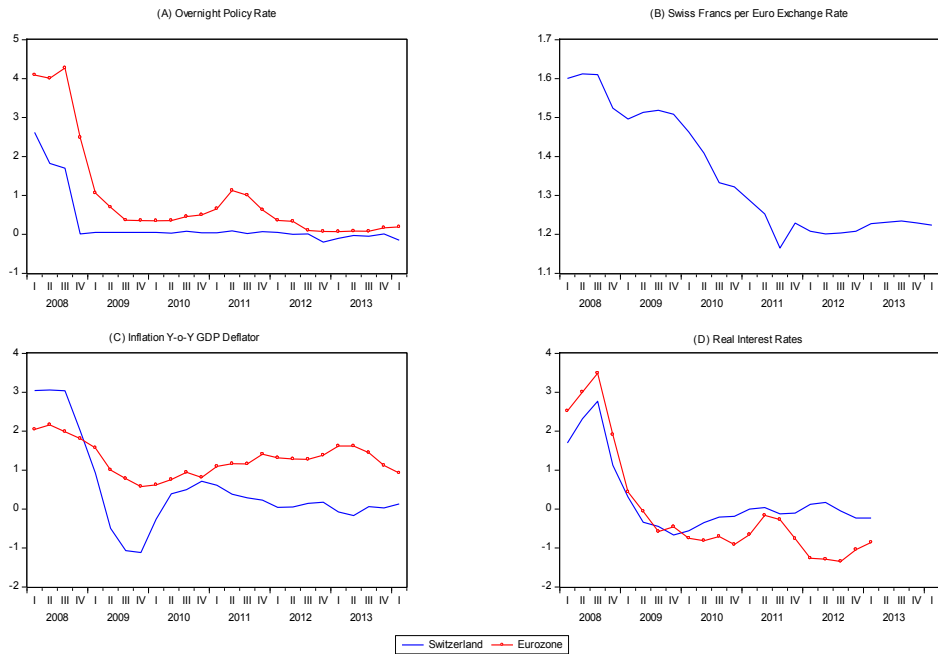 (A) Overnight Policy Rate
5
4
3
2
1
0
-1
I II III IV I II III IV I II III IV I II III IV I II III IV I II III IV I
2008 2009 2010 2011 2012 2013
(B) Swiss Francs per Euro Exchange Rate
1.7
1.6
1.5
1.4
1.3
1.2
1.1
I II III IV I II III IV I II III IV I II III IV I II III IV I II III IV I
2008 2009 2010 2011 2012 2013
(C) Inflation Y-o-Y GDP Deflator
4
3
2
1
0
-1
-2
I II III IV I II III IV I II III IV I II III IV I II III IV I II III IV I
2008 2009 2010 2011 2012 2013
(D) Real Interest Rates
4
3
2
1
0
-1
-2
I II III IV I II III IV I II III IV I II III IV I II III IV I II III IV I
2008 2009 2010 2011 2012 2013
Switzerland Eurozone